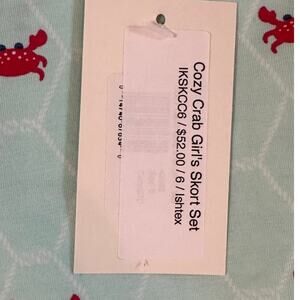 Cozy Crab Girl's Skort Set
IKSKCC6 / $52.00 / 6 / Ishtex